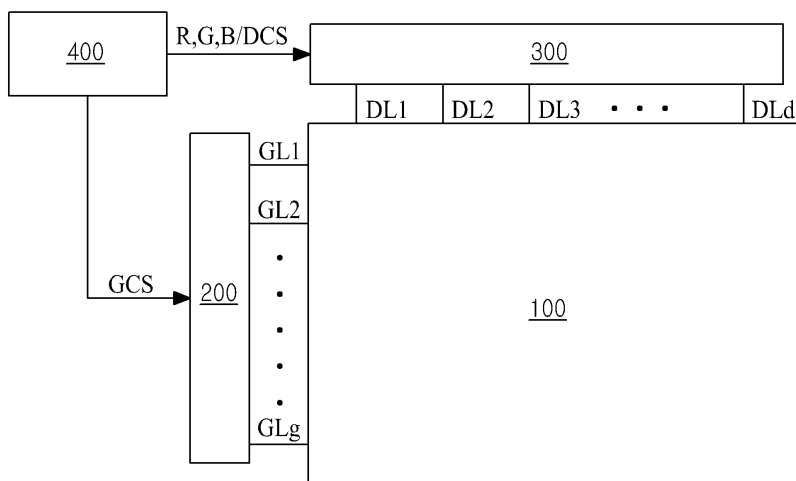 400
R,G,B/DCS
300
DL1 DL2 DL3 • • • DLd
GL1
GL2
GCS
200
100
GLg